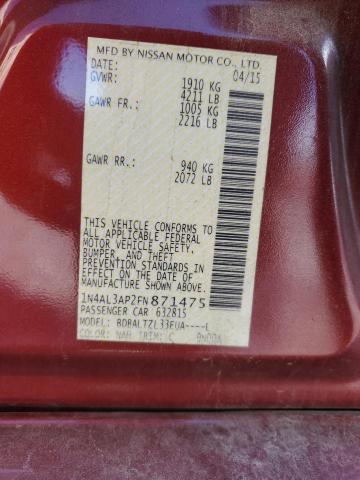 MFD BY NISSAN MOTOR CO., LTD.
DATE: 04/15
GVWR: 1910 KG
4211 LB
GAWR FR: 1005 KG
2216 LB
GAWR RR: 940 KG
2072 LB
THIS VEHICLE CONFORMS TO
ALL APPLICABLE FEDERAL
MOTOR VEHICLE SAFETY,
BUMPER, AND THEFT
PREVENTION STANDARDS IN
EFFECT ON THE DATE OF
MANUFACTURE SHOWN ABOVE.
1N4AL3AP2FN871475
PASSENGER CAR 632815
MODEL: BDBALTZL33EUA----L
COLOR: NAH TRIM: C